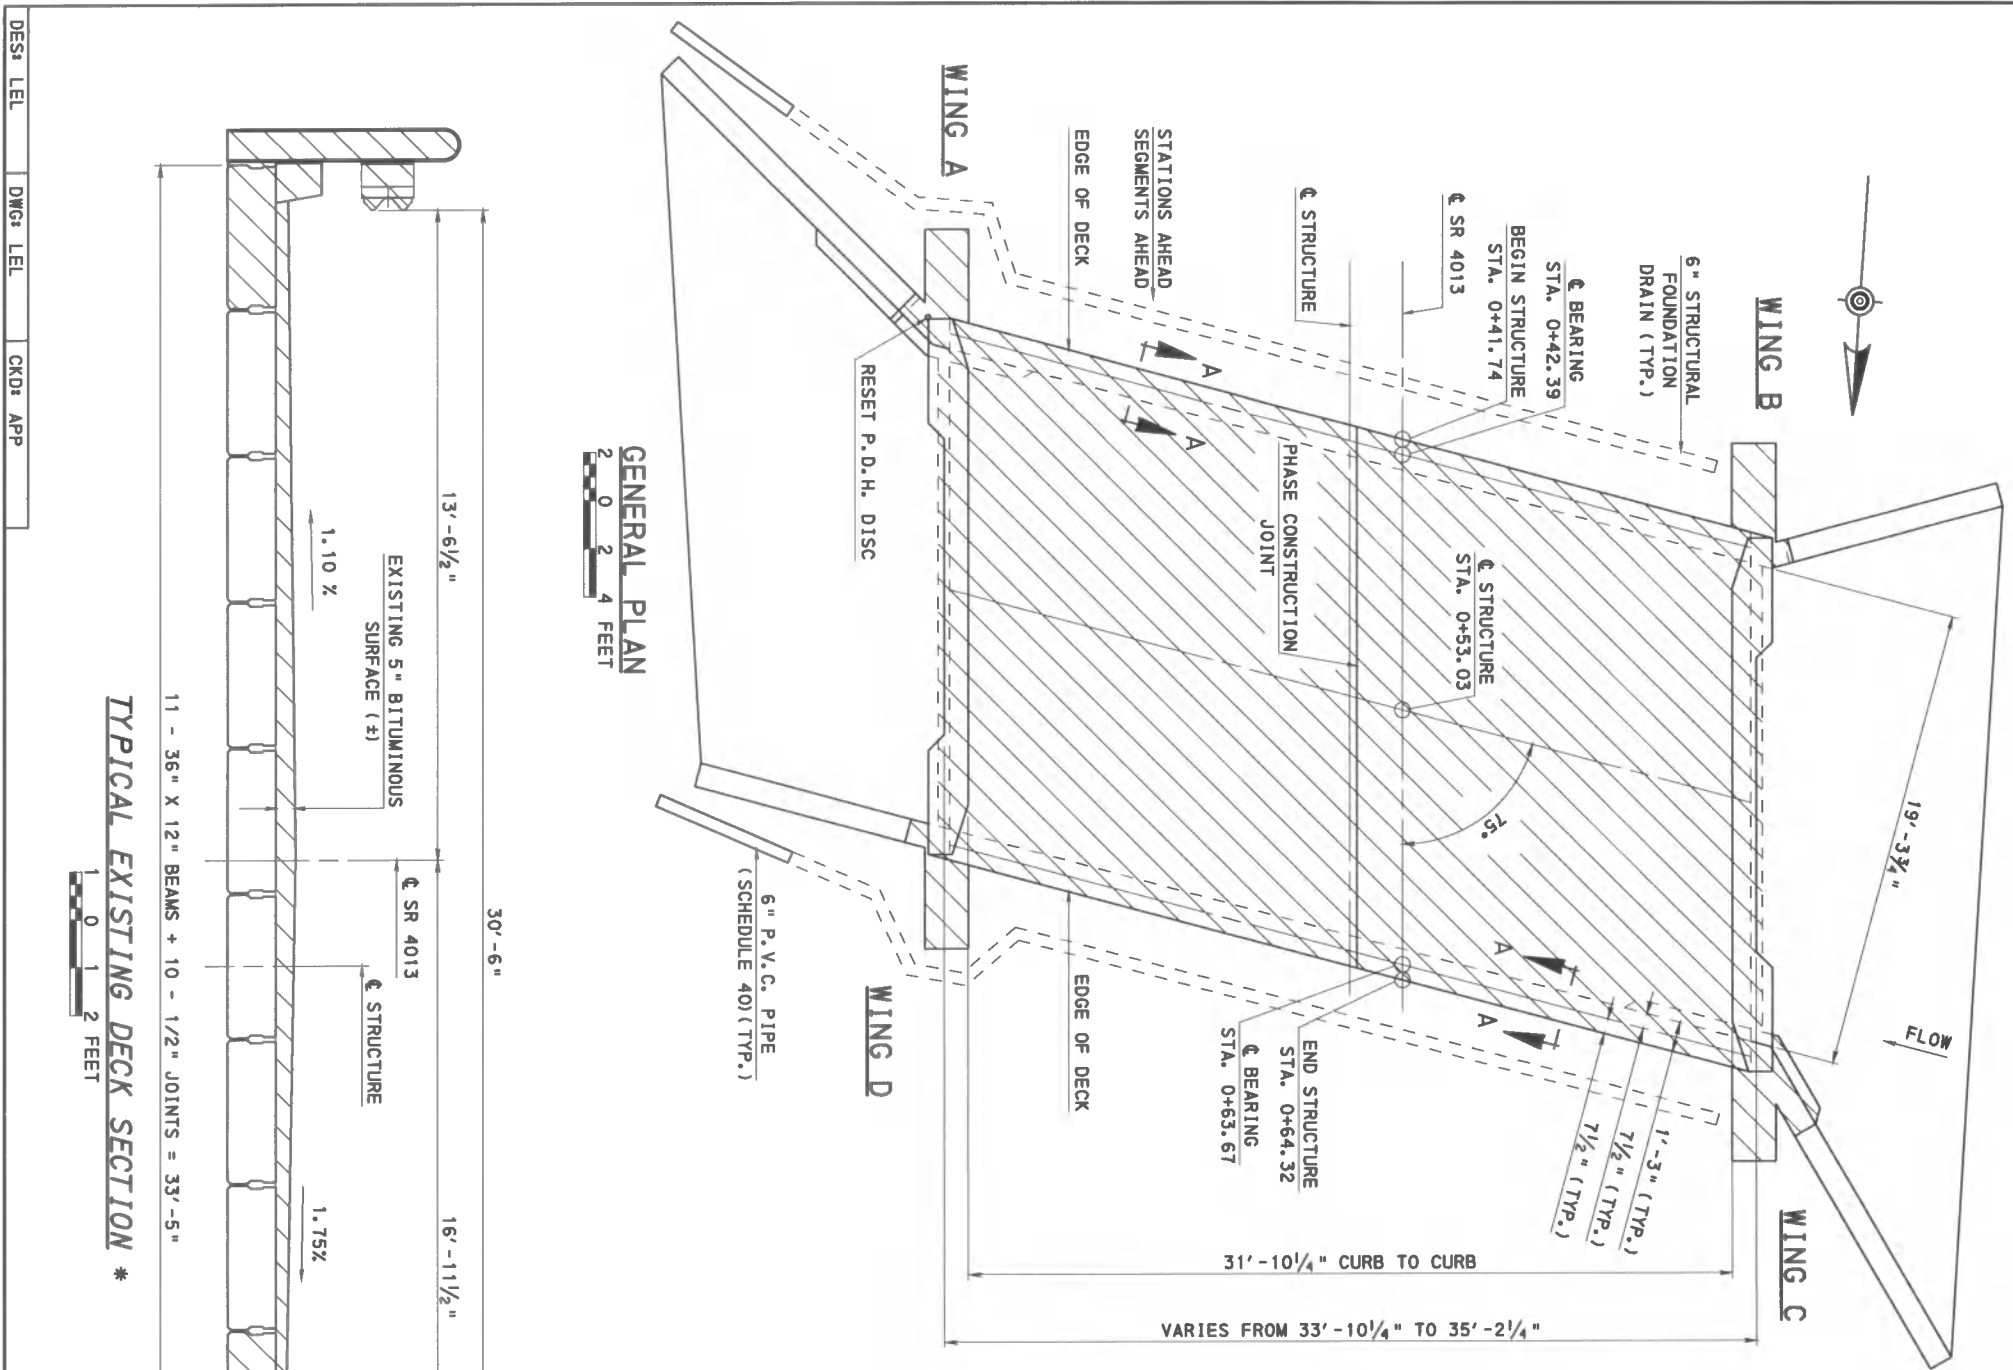 WING A
WING B
WING C
WING D
STATIONS AHEAD
SEGMENTS AHEAD
EDGE OF DECK
℄ STRUCTURE
℄ SR 4013
BEGIN STRUCTURE
STA. 0+41.74
℄ BEARING
STA. 0+42.39
6" STRUCTURAL
FOUNDATION
DRAIN (TYP.)
A
A
RESET P.D.H. DISC
PHASE CONSTRUCTION
JOINT
℄ STRUCTURE
STA. 0+53.03
75°
19'-3¾"
FLOW
A
A
1'-3" (TYP.)
7½" (TYP.)
7½" (TYP.)
END STRUCTURE
STA. 0+64.32
℄ BEARING
STA. 0+63.67
EDGE OF DECK
6" P.V.C. PIPE
(SCHEDULE 40)(TYP.)
31'-10¼" CURB TO CURB
VARIES FROM 33'-10¼" TO 35'-2¼"
GENERAL PLAN
2 0 2 4 FEET
30'-6"
13'-6½"
16'-11½"
1.10 %
EXISTING 5" BITUMINOUS
SURFACE (±)
℄ SR 4013
℄ STRUCTURE
1.75%
11 - 36" X 12" BEAMS + 10 - 1/2" JOINTS = 33'-5"
TYPICAL EXISTING DECK SECTION *
1 0 1 2 FEET
DES: LEL
DWG: LEL
CKD: APP